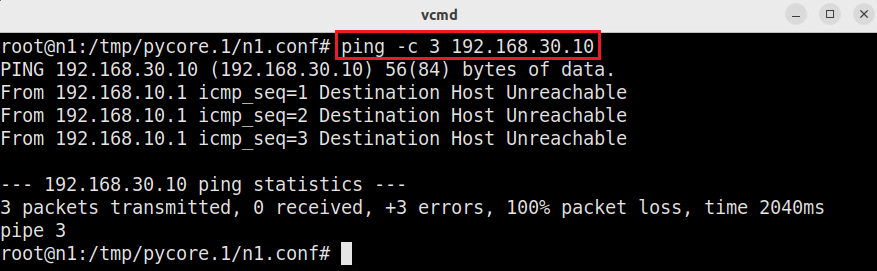 vcmd
root@n1:/tmp/pycore.1/n1.conf# ping -c 3 192.168.30.10
PING 192.168.30.10 (192.168.30.10) 56(84) bytes of data.
From 192.168.10.1 icmp_seq=1 Destination Host Unreachable
From 192.168.10.1 icmp_seq=2 Destination Host Unreachable
From 192.168.10.1 icmp_seq=3 Destination Host Unreachable
--- 192.168.30.10 ping statistics ---
3 packets transmitted, 0 received, +3 errors, 100% packet loss, time 2040ms
pipe 3
root@n1:/tmp/pycore.1/n1.conf#